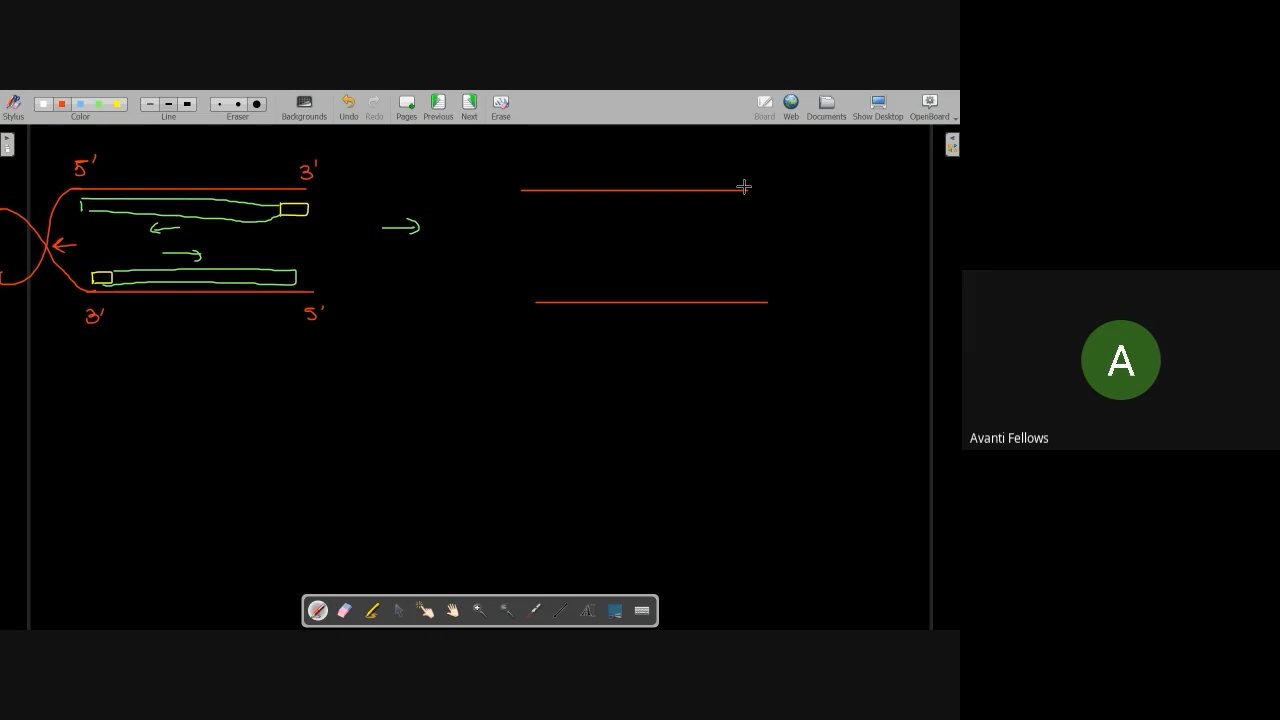 Stylus Color Line Eraser Backgrounds Undo Redo Pages Previous Next Erase Board Web Documents Show Desktop OpenBoard
5' 3'
3' 5'
A
Avanti Fellows